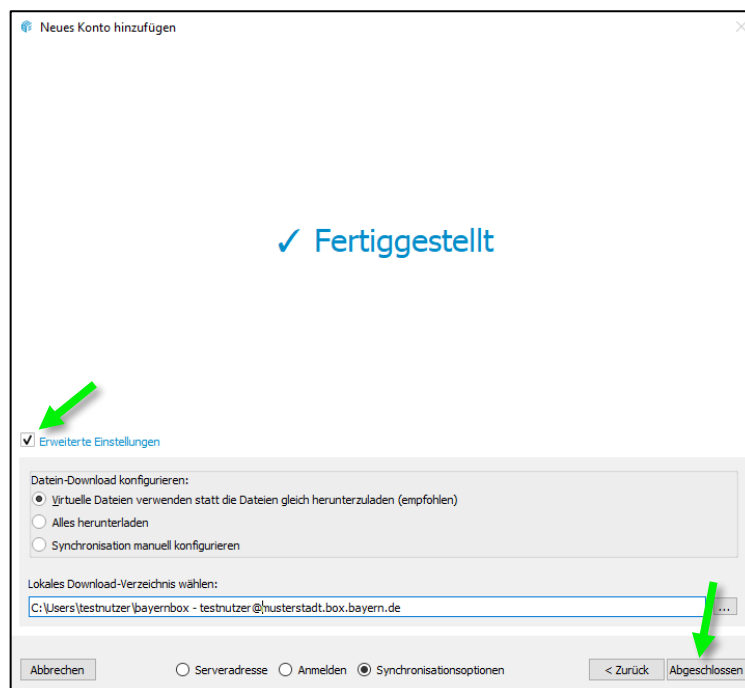 Neues Konto hinzufügen
✓ Fertiggestellt
Erweiterte Einstellungen
Datein-Download konfigurieren:
Virtuelle Dateien verwenden statt die Dateien gleich herunterzuladen (empfohlen)
Alles herunterladen
Synchronisation manuell konfigurieren
Lokales Download-Verzeichnis wählen:
C:\Users\testnutzer\bayernbox - testnutzer@musterstadt.box.bayern.de ...
Abbrechen Serveradresse Anmelden Synchronisationsoptionen < Zurück Abgeschlossen